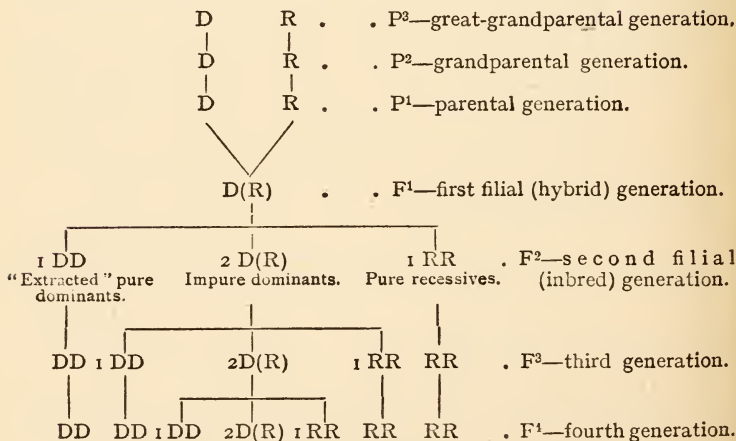 D R . . P³—great-grandparental generation.
D R . . P²—grandparental generation.
D R . . P¹—parental generation.
D(R) . . F¹—first filial (hybrid) generation.
1 DD 2 D(R) 1 RR . F²—second filial
"Extracted" pure Impure dominants. Pure recessives. (inbred) generation.
dominants.
DD 1 DD 2D(R) 1 RR RR . F³—third generation.
DD DD 1 DD 2D(R) 1 RR RR RR . F¹—fourth generation.